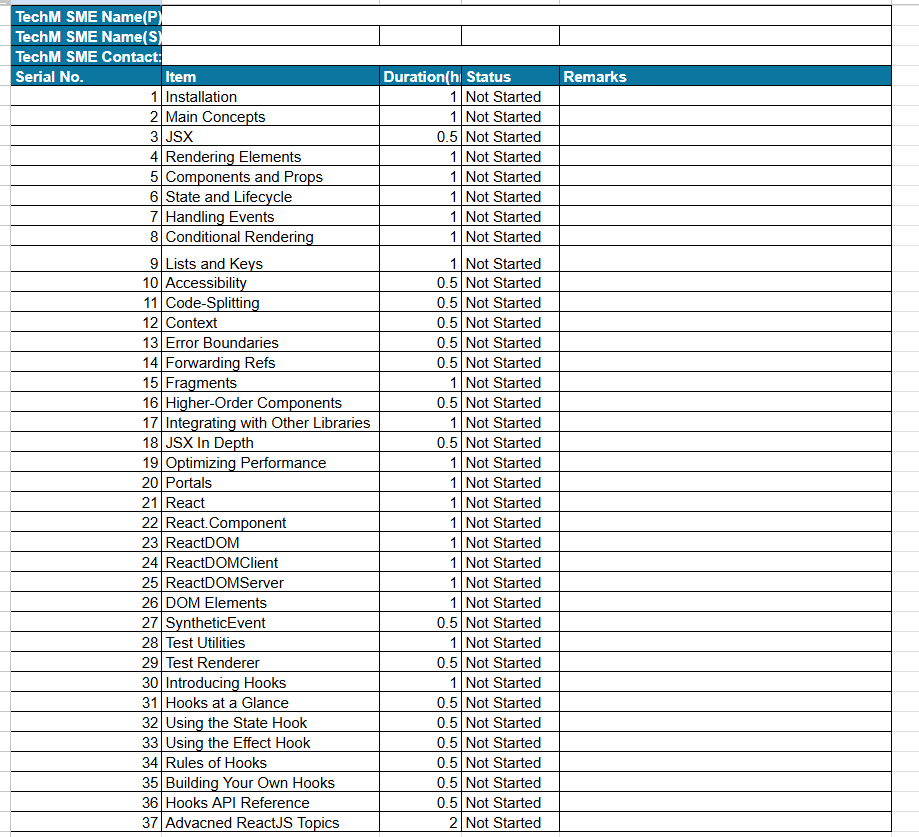 TechM SME Name(P)
TechM SME Name(S)
TechM SME Contact:
Serial No. Item Duration(h Status Remarks
1 Installation 1 Not Started
2 Main Concepts 1 Not Started
3 JSX 0.5 Not Started
4 Rendering Elements 1 Not Started
5 Components and Props 1 Not Started
6 State and Lifecycle 1 Not Started
7 Handling Events 1 Not Started
8 Conditional Rendering 1 Not Started
9 Lists and Keys 1 Not Started
10 Accessibility 0.5 Not Started
11 Code-Splitting 0.5 Not Started
12 Context 0.5 Not Started
13 Error Boundaries 0.5 Not Started
14 Forwarding Refs 0.5 Not Started
15 Fragments 1 Not Started
16 Higher-Order Components 0.5 Not Started
17 Integrating with Other Libraries 1 Not Started
18 JSX In Depth 0.5 Not Started
19 Optimizing Performance 1 Not Started
20 Portals 1 Not Started
21 React 1 Not Started
22 React.Component 1 Not Started
23 ReactDOM 1 Not Started
24 ReactDOMClient 1 Not Started
25 ReactDOMServer 1 Not Started
26 DOM Elements 1 Not Started
27 SyntheticEvent 0.5 Not Started
28 Test Utilities 1 Not Started
29 Test Renderer 0.5 Not Started
30 Introducing Hooks 1 Not Started
31 Hooks at a Glance 0.5 Not Started
32 Using the State Hook 0.5 Not Started
33 Using the Effect Hook 0.5 Not Started
34 Rules of Hooks 0.5 Not Started
35 Building Your Own Hooks 0.5 Not Started
36 Hooks API Reference 0.5 Not Started
37 Advacned ReactJS Topics 2 Not Started